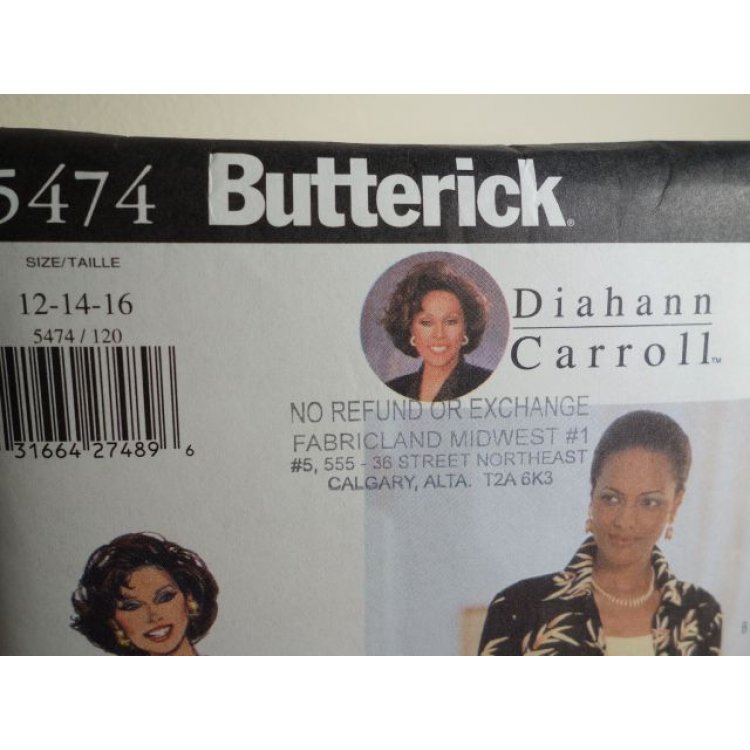 5474 Butterick.
SIZE/TAILLE
12-14-16
5474 / 120
31664 27489 6
Diahann
Carroll™
NO REFUND OR EXCHANGE
FABRICLAND MIDWEST #1
#5, 555 - 36 STREET NORTHEAST
CALGARY, ALTA. T2A 6K3
B